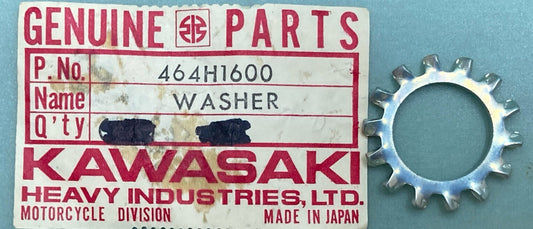 GENUINE PARTS
P.No. 464H1600
Name WASHER
Q'ty
KAWASAKI
HEAVY INDUSTRIES, LTD.
MOTORCYCLE DIVISION MADE IN JAPAN